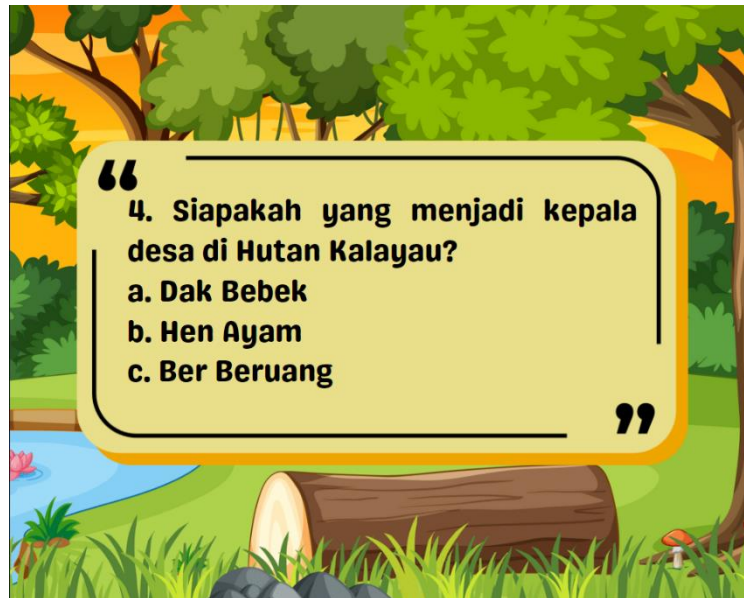 “
4. Siapakah yang menjadi kepala
desa di Hutan Kalayau?
a. Dak Bebek
b. Hen Ayam
c. Ber Beruang
”